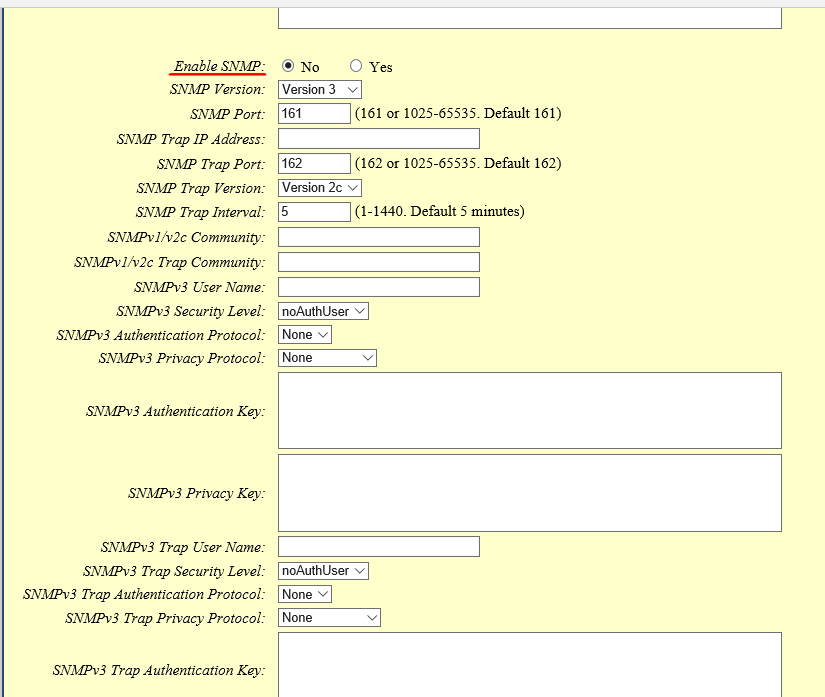 Enable SNMP: No Yes
SNMP Version: Version 3
SNMP Port: 161 (161 or 1025-65535. Default 161)
SNMP Trap IP Address:
SNMP Trap Port: 162 (162 or 1025-65535. Default 162)
SNMP Trap Version: Version 2c
SNMP Trap Interval: 5 (1-1440. Default 5 minutes)
SNMPv1/v2c Community:
SNMPv1/v2c Trap Community:
SNMPv3 User Name:
SNMPv3 Security Level: noAuthUser
SNMPv3 Authentication Protocol: None
SNMPv3 Privacy Protocol: None
SNMPv3 Authentication Key:
SNMPv3 Privacy Key:
SNMPv3 Trap User Name:
SNMPv3 Trap Security Level: noAuthUser
SNMPv3 Trap Authentication Protocol: None
SNMPv3 Trap Privacy Protocol: None
SNMPv3 Trap Authentication Key: